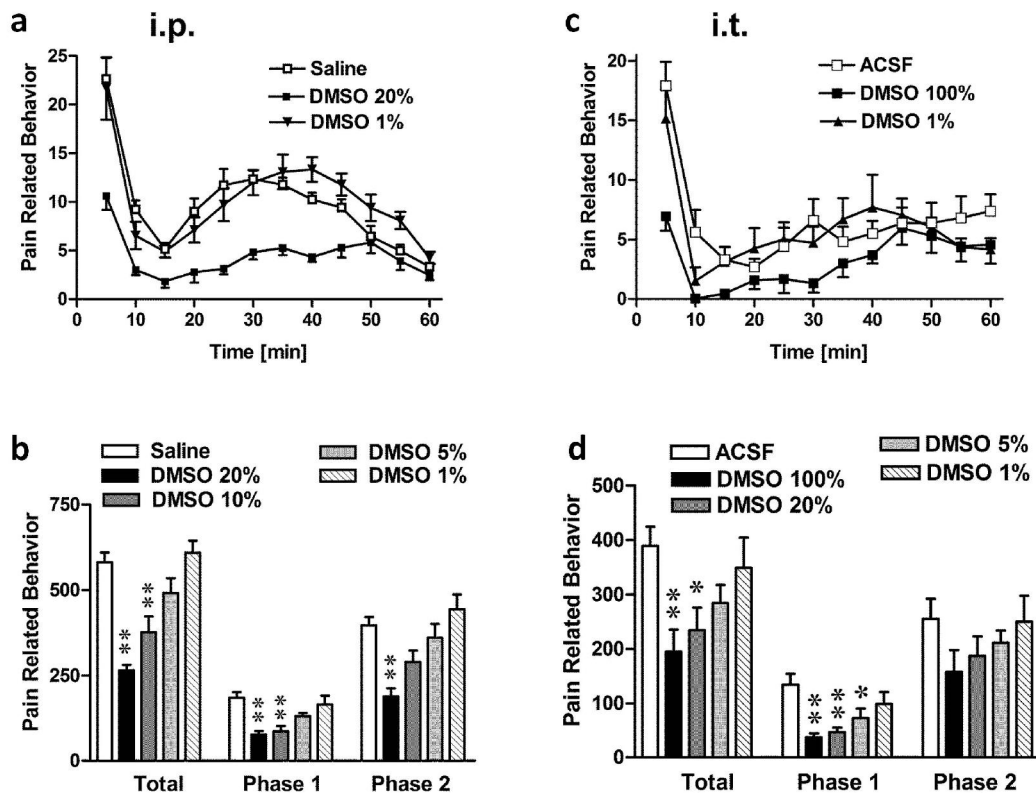 a
i.p.
Pain Related Behavior
25
20
15
10
5
0
Saline
DMSO 20%
DMSO 1%
0 10 20 30 40 50 60
Time [min]
c
i.t.
Pain Related Behavior
20
15
10
5
0
ACSF
DMSO 100%
DMSO 1%
0 10 20 30 40 50 60
Time [min]
b
Saline
DMSO 20%
DMSO 10%
DMSO 5%
DMSO 1%
Pain Related Behavior
750
500
250
0
**
**
**
**
**
Total Phase 1 Phase 2
d
ACSF
DMSO 100%
DMSO 20%
DMSO 5%
DMSO 1%
Pain Related Behavior
500
400
300
200
100
0
**
*
**
**
*
Total Phase 1 Phase 2